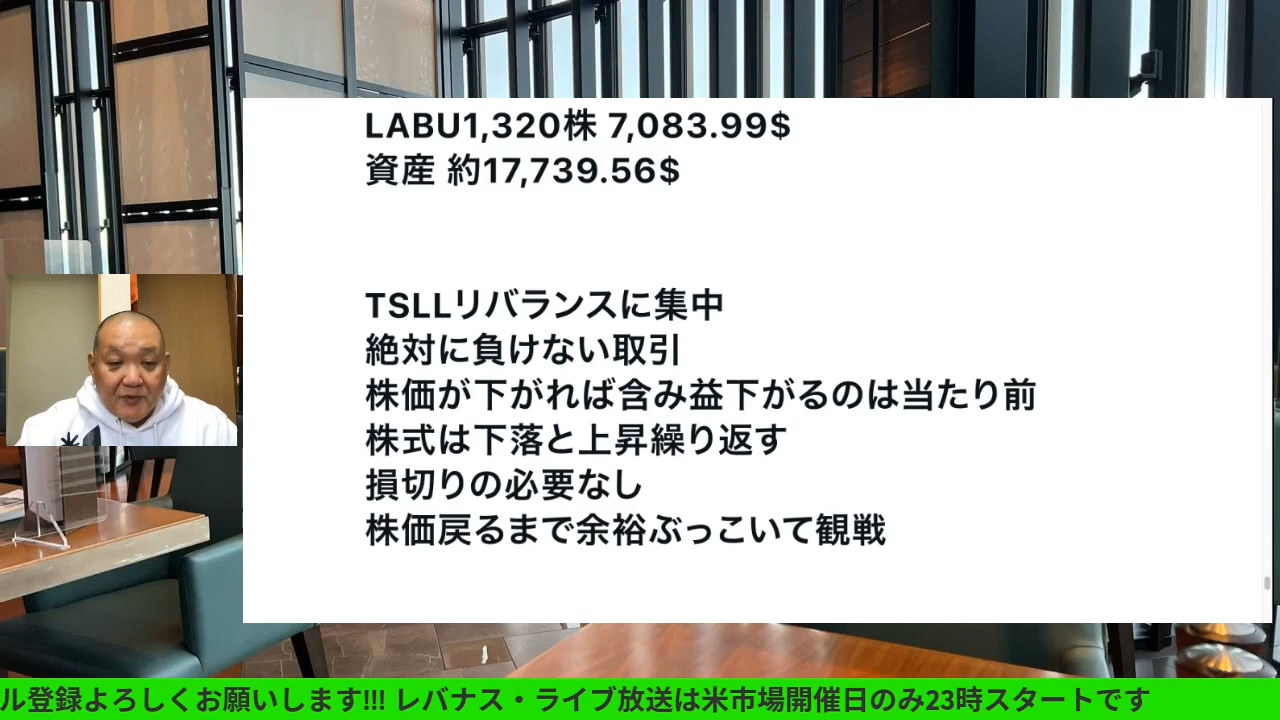 LABU1,320株 7,083.99$
資産 約17,739.56$
TSLLリバランスに集中
絶対に負けない取引
株価が下がれば含み益下がるのは当たり前
株式は下落と上昇繰り返す
損切りの必要なし
株価戻るまで余裕ぶっこいて観戦
ル登録よろしくお願いします!!! レバナス・ライブ放送は米市場開催日のみ23時スタートです